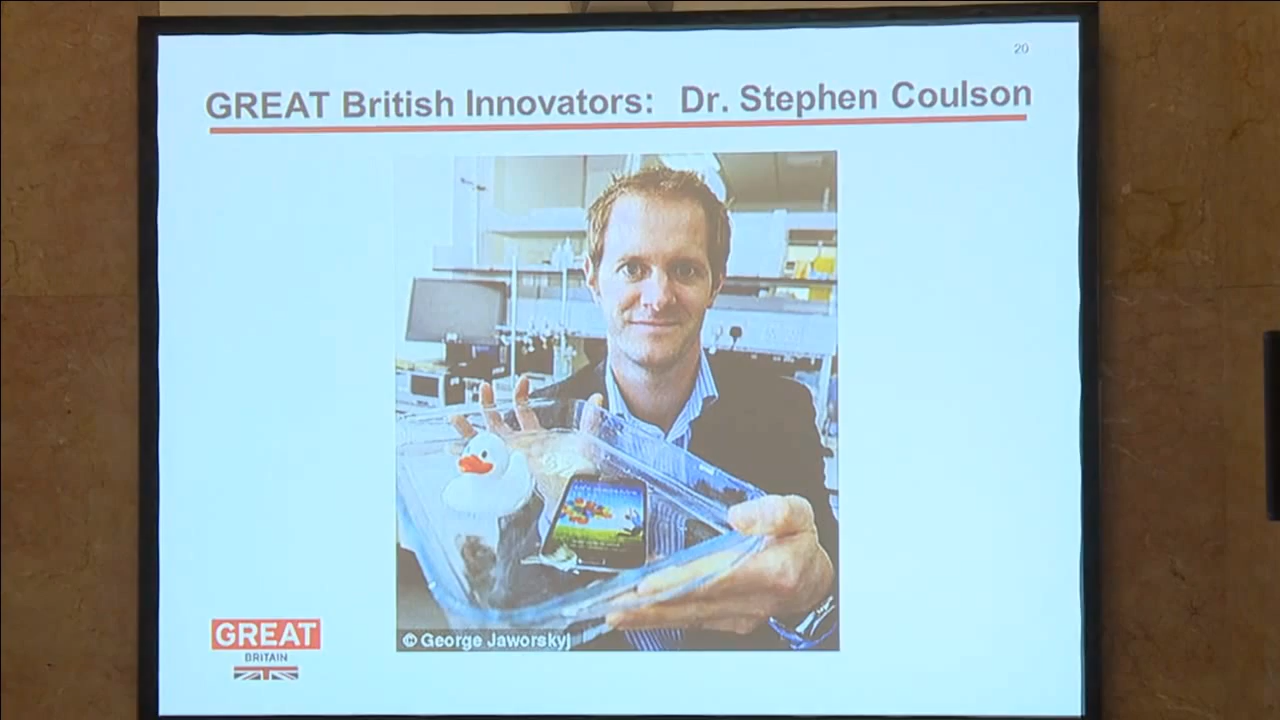 20
GREAT British Innovators: Dr. Stephen Coulson
© George Jaworskyj
GREAT
BRITAIN